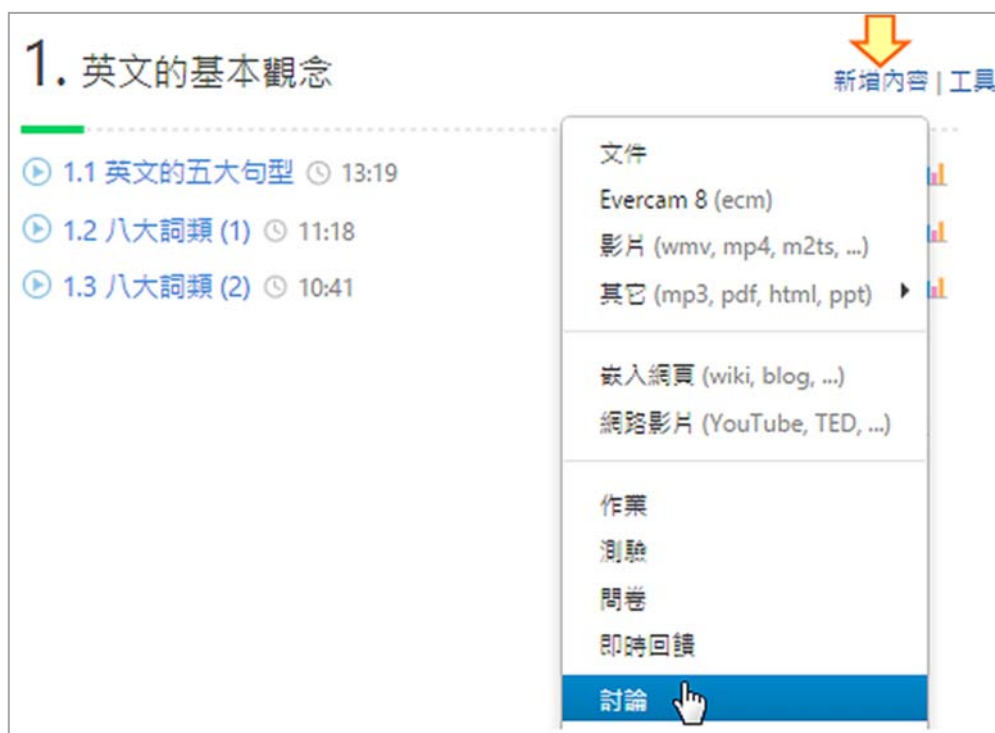 1. 英文的基本觀念
新增內容 | 工具
1.1 英文的五大句型 13:19
1.2 八大詞類 (1) 11:18
1.3 八大詞類 (2) 10:41
文件
Evercam 8 (ecm)
影片 (wmv, mp4, m2ts, ...)
其它 (mp3, pdf, html, ppt)
嵌入網頁 (wiki, blog, ...)
網路影片 (YouTube, TED, ...)
作業
測驗
問卷
即時回饋
討論